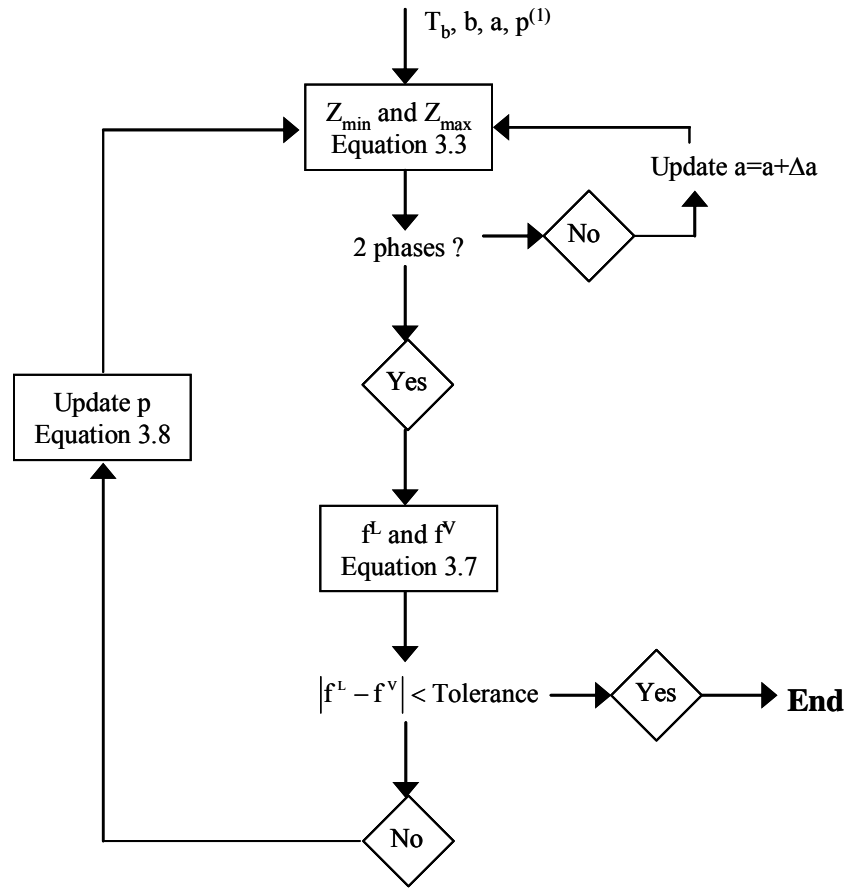 T_b, b, a, p^(1)
Z_min and Z_max
Equation 3.3
Update a=a+Δa
2 phases ?
No
Yes
Update p
Equation 3.8
f^L and f^V
Equation 3.7
|f^L – f^V| < Tolerance
Yes
End
No